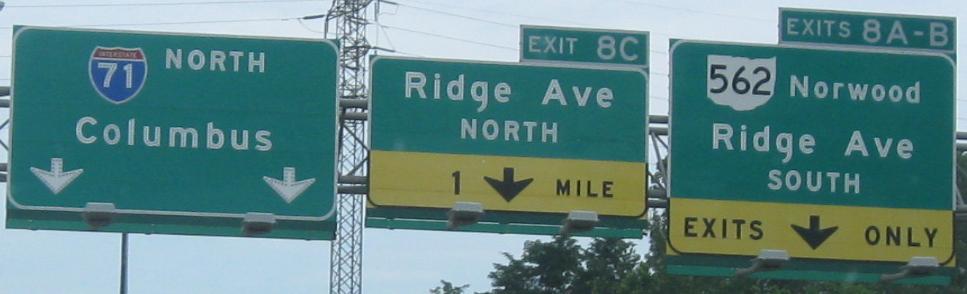 INTERSTATE
71 NORTH
Columbus
EXIT 8C
Ridge Ave
NORTH
1 MILE
EXITS 8A-B
562 Norwood
Ridge Ave
SOUTH
EXITS ONLY